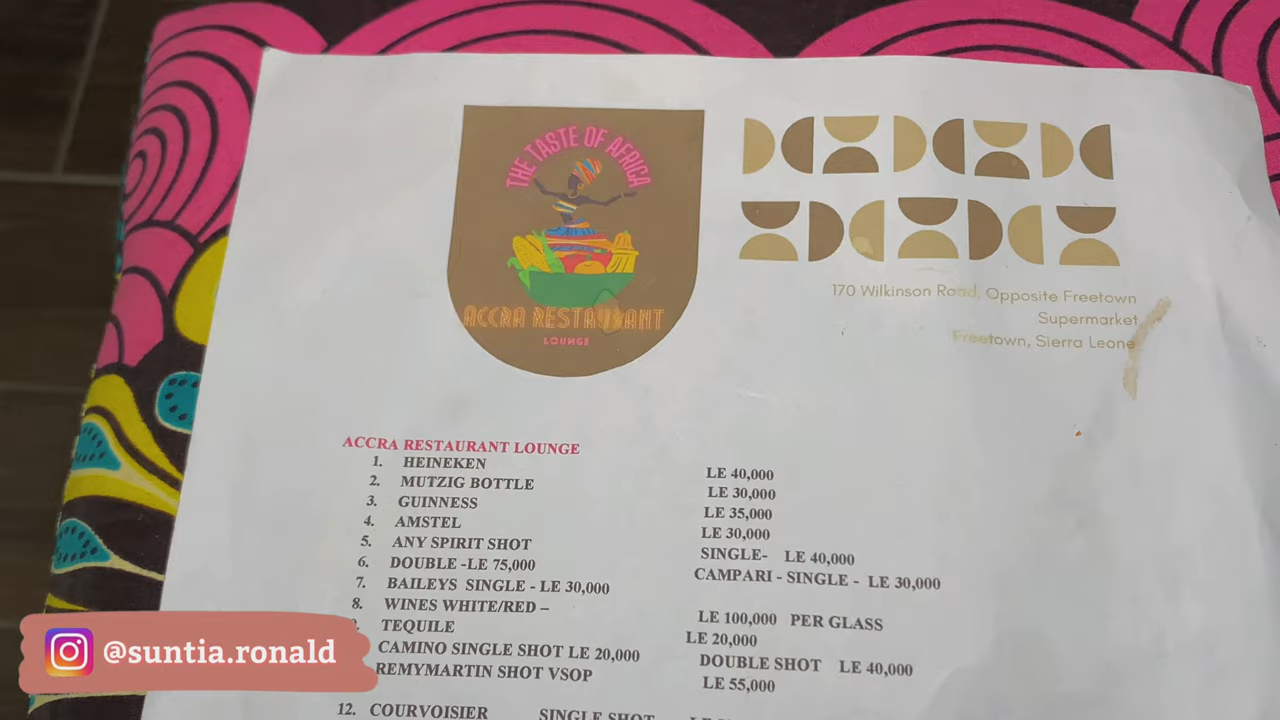 THE TASTE OF AFRICA
ACCRA RESTAURANT
LOUNGE
170 Wilkinson Road, Opposite Freetown
Supermarket
Freetown, Sierra Leone
ACCRA RESTAURANT LOUNGE
1. HEINEKEN LE 40,000
2. MUTZIG BOTTLE LE 30,000
3. GUINNESS LE 35,000
4. AMSTEL LE 30,000
5. ANY SPIRIT SHOT SINGLE- LE 40,000
6. DOUBLE -LE 75,000 CAMPARI - SINGLE - LE 30,000
7. BAILEYS SINGLE - LE 30,000
8. WINES WHITE/RED – LE 100,000 PER GLASS
TEQUILE LE 20,000
CAMINO SINGLE SHOT LE 20,000 DOUBLE SHOT LE 40,000
REMYMARTIN SHOT VSOP LE 55,000
12. COURVOISIER SINGLE SHOT
@suntia.ronald